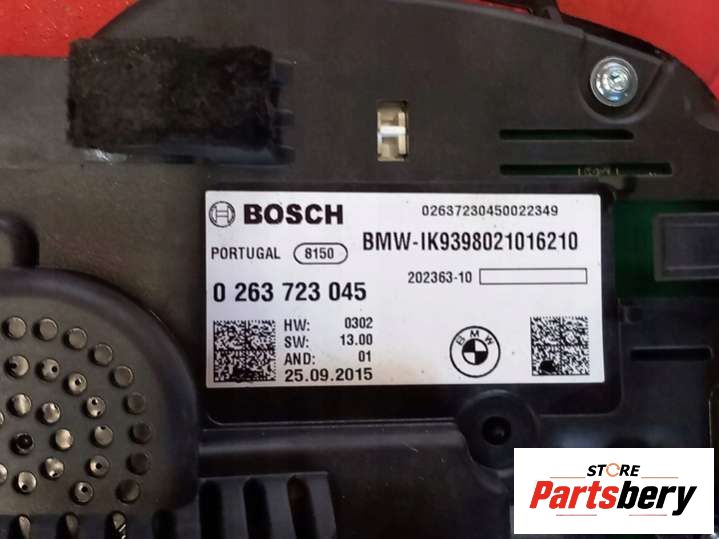 BOSCH
02637230450022349
PORTUGAL 8150
BMW-IK9398021016210
202363-10
0 263 723 045
HW: 0302
SW: 13.00
AND: 01
25.09.2015
BMW
STORE
Partsbery